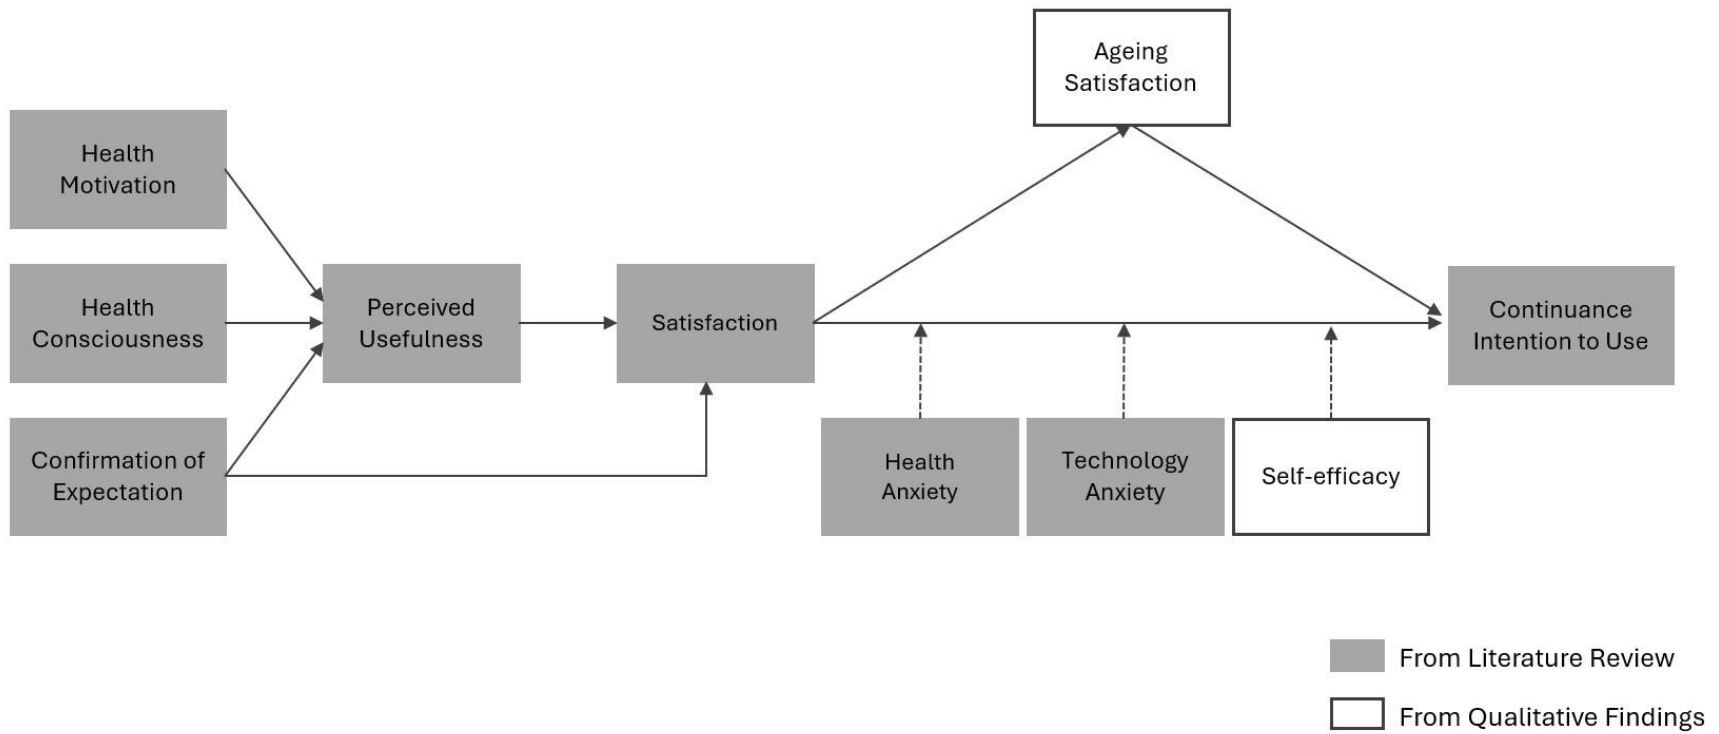 Ageing
Satisfaction
Health
Motivation
Health
Consciousness
Perceived
Usefulness
Satisfaction
Continuance
Intention to Use
Confirmation of
Expectation
Health
Anxiety
Technology
Anxiety
Self-efficacy
From Literature Review
From Qualitative Findings